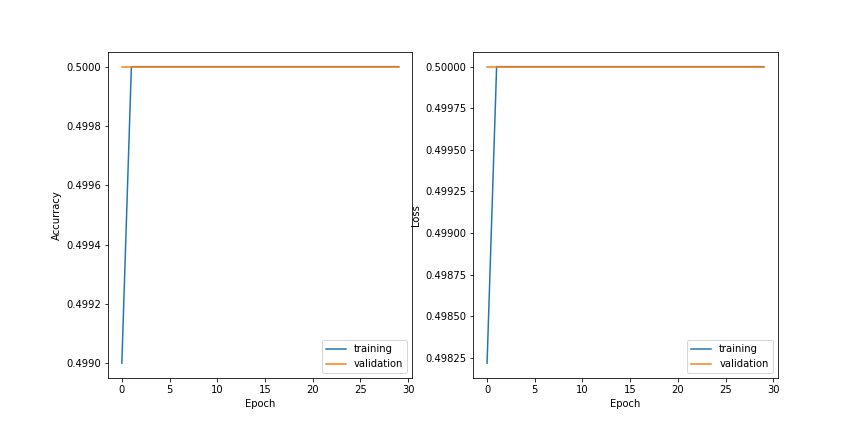 0.5000
0.4998
0.4996
0.4994
0.4992
0.4990
Accurracy
0 5 10 15 20 25 30
Epoch
training
validation
0.50000
0.49975
0.49950
0.49925
0.49900
0.49875
0.49850
0.49825
Loss
0 5 10 15 20 25 30
Epoch
training
validation